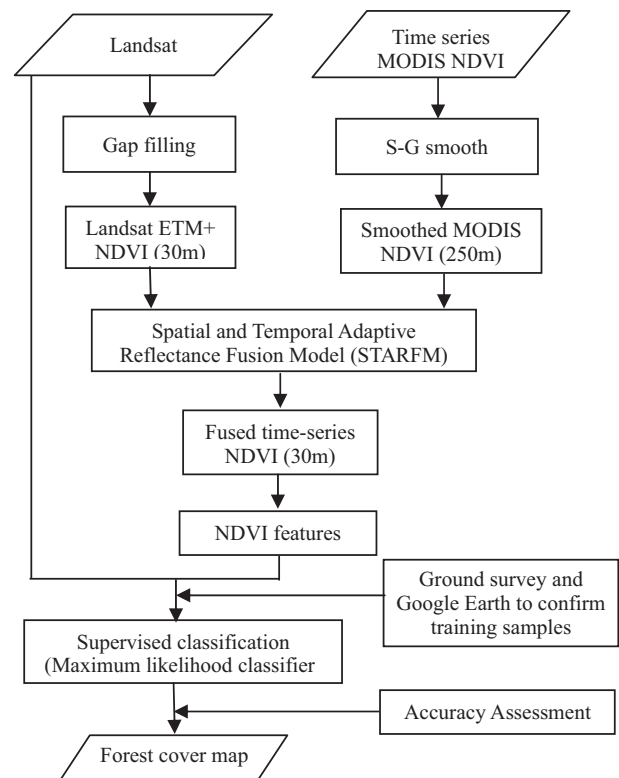 Landsat
Time series
MODIS NDVI
Gap filling
S-G smooth
Landsat ETM+
NDVI (30m)
Smoothed MODIS
NDVI (250m)
Spatial and Temporal Adaptive
Reflectance Fusion Model (STARFM)
Fused time-series
NDVI (30m)
NDVI features
Ground survey and
Google Earth to confirm
training samples
Supervised classification
(Maximum likelihood classifier
Accuracy Assessment
Forest cover map